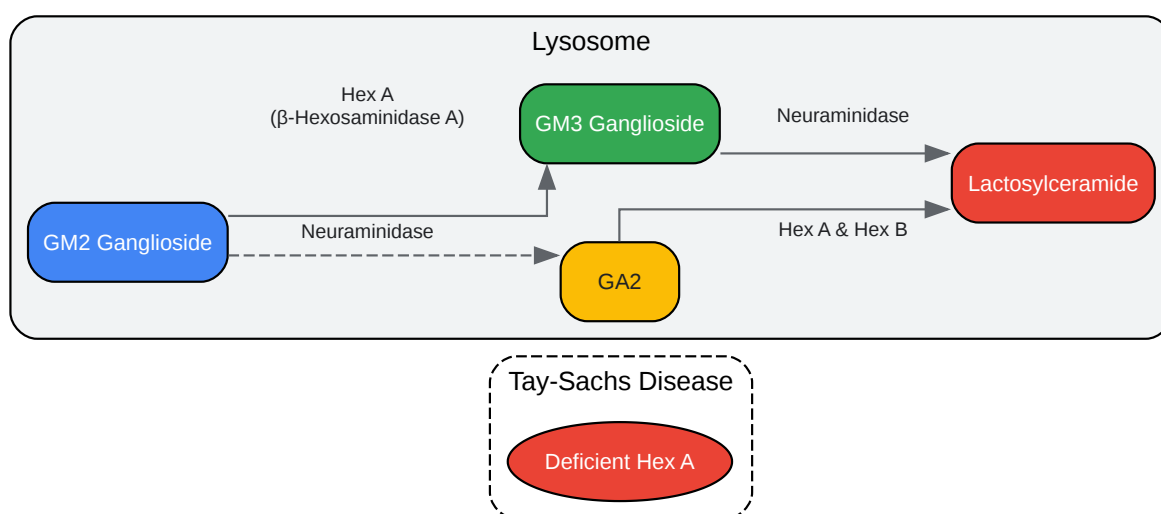 Lysosome
Hex A
(β-Hexosaminidase A)
GM3 Ganglioside
Neuraminidase
Lactosylceramide
GM2 Ganglioside
Neuraminidase
Hex A & Hex B
GA2
Tay-Sachs Disease
Deficient Hex A